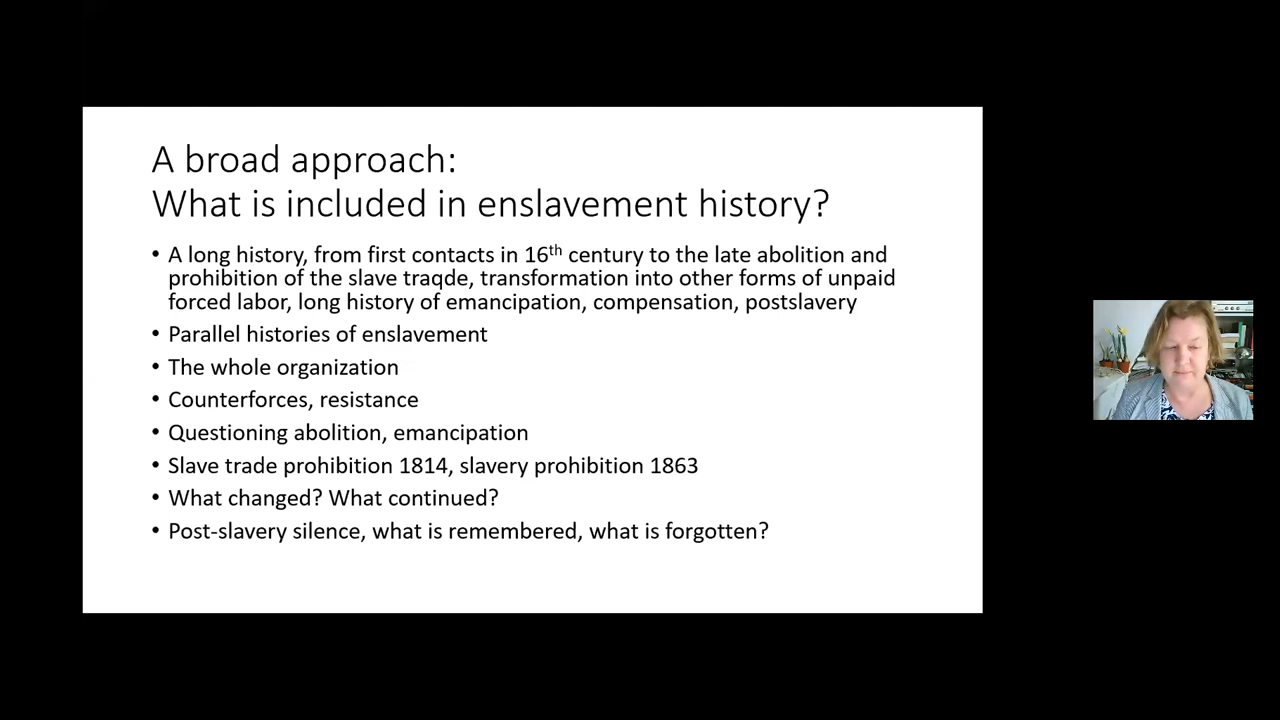 A broad approach:
What is included in enslavement history?
• A long history, from first contacts in 16th century to the late abolition and
prohibition of the slave traqde, transformation into other forms of unpaid
forced labor, long history of emancipation, compensation, postslavery
• Parallel histories of enslavement
• The whole organization
• Counterforces, resistance
• Questioning abolition, emancipation
• Slave trade prohibition 1814, slavery prohibition 1863
• What changed? What continued?
• Post-slavery silence, what is remembered, what is forgotten?